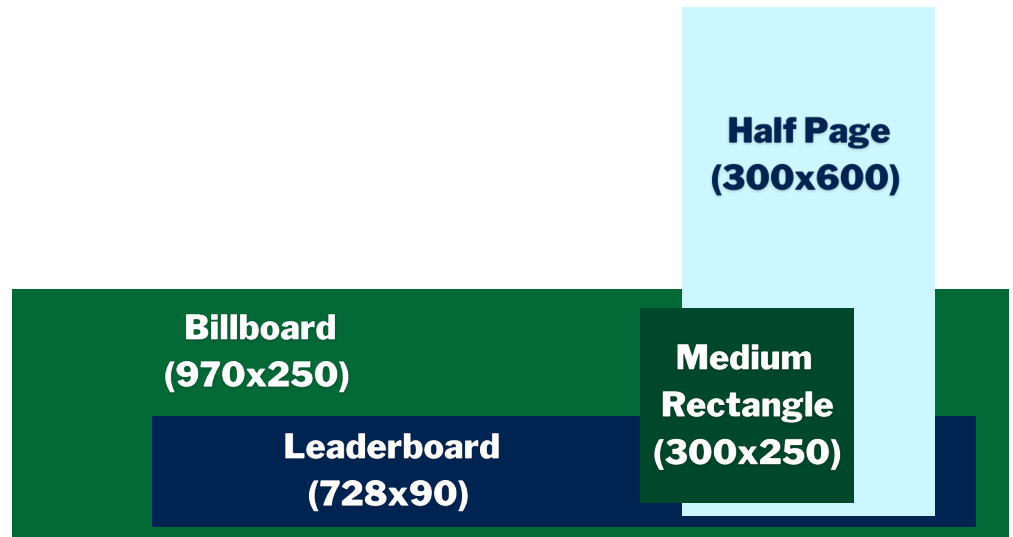 Half Page
(300x600)
Billboard
(970x250)
Medium
Rectangle
(300x250)
Leaderboard
(728x90)